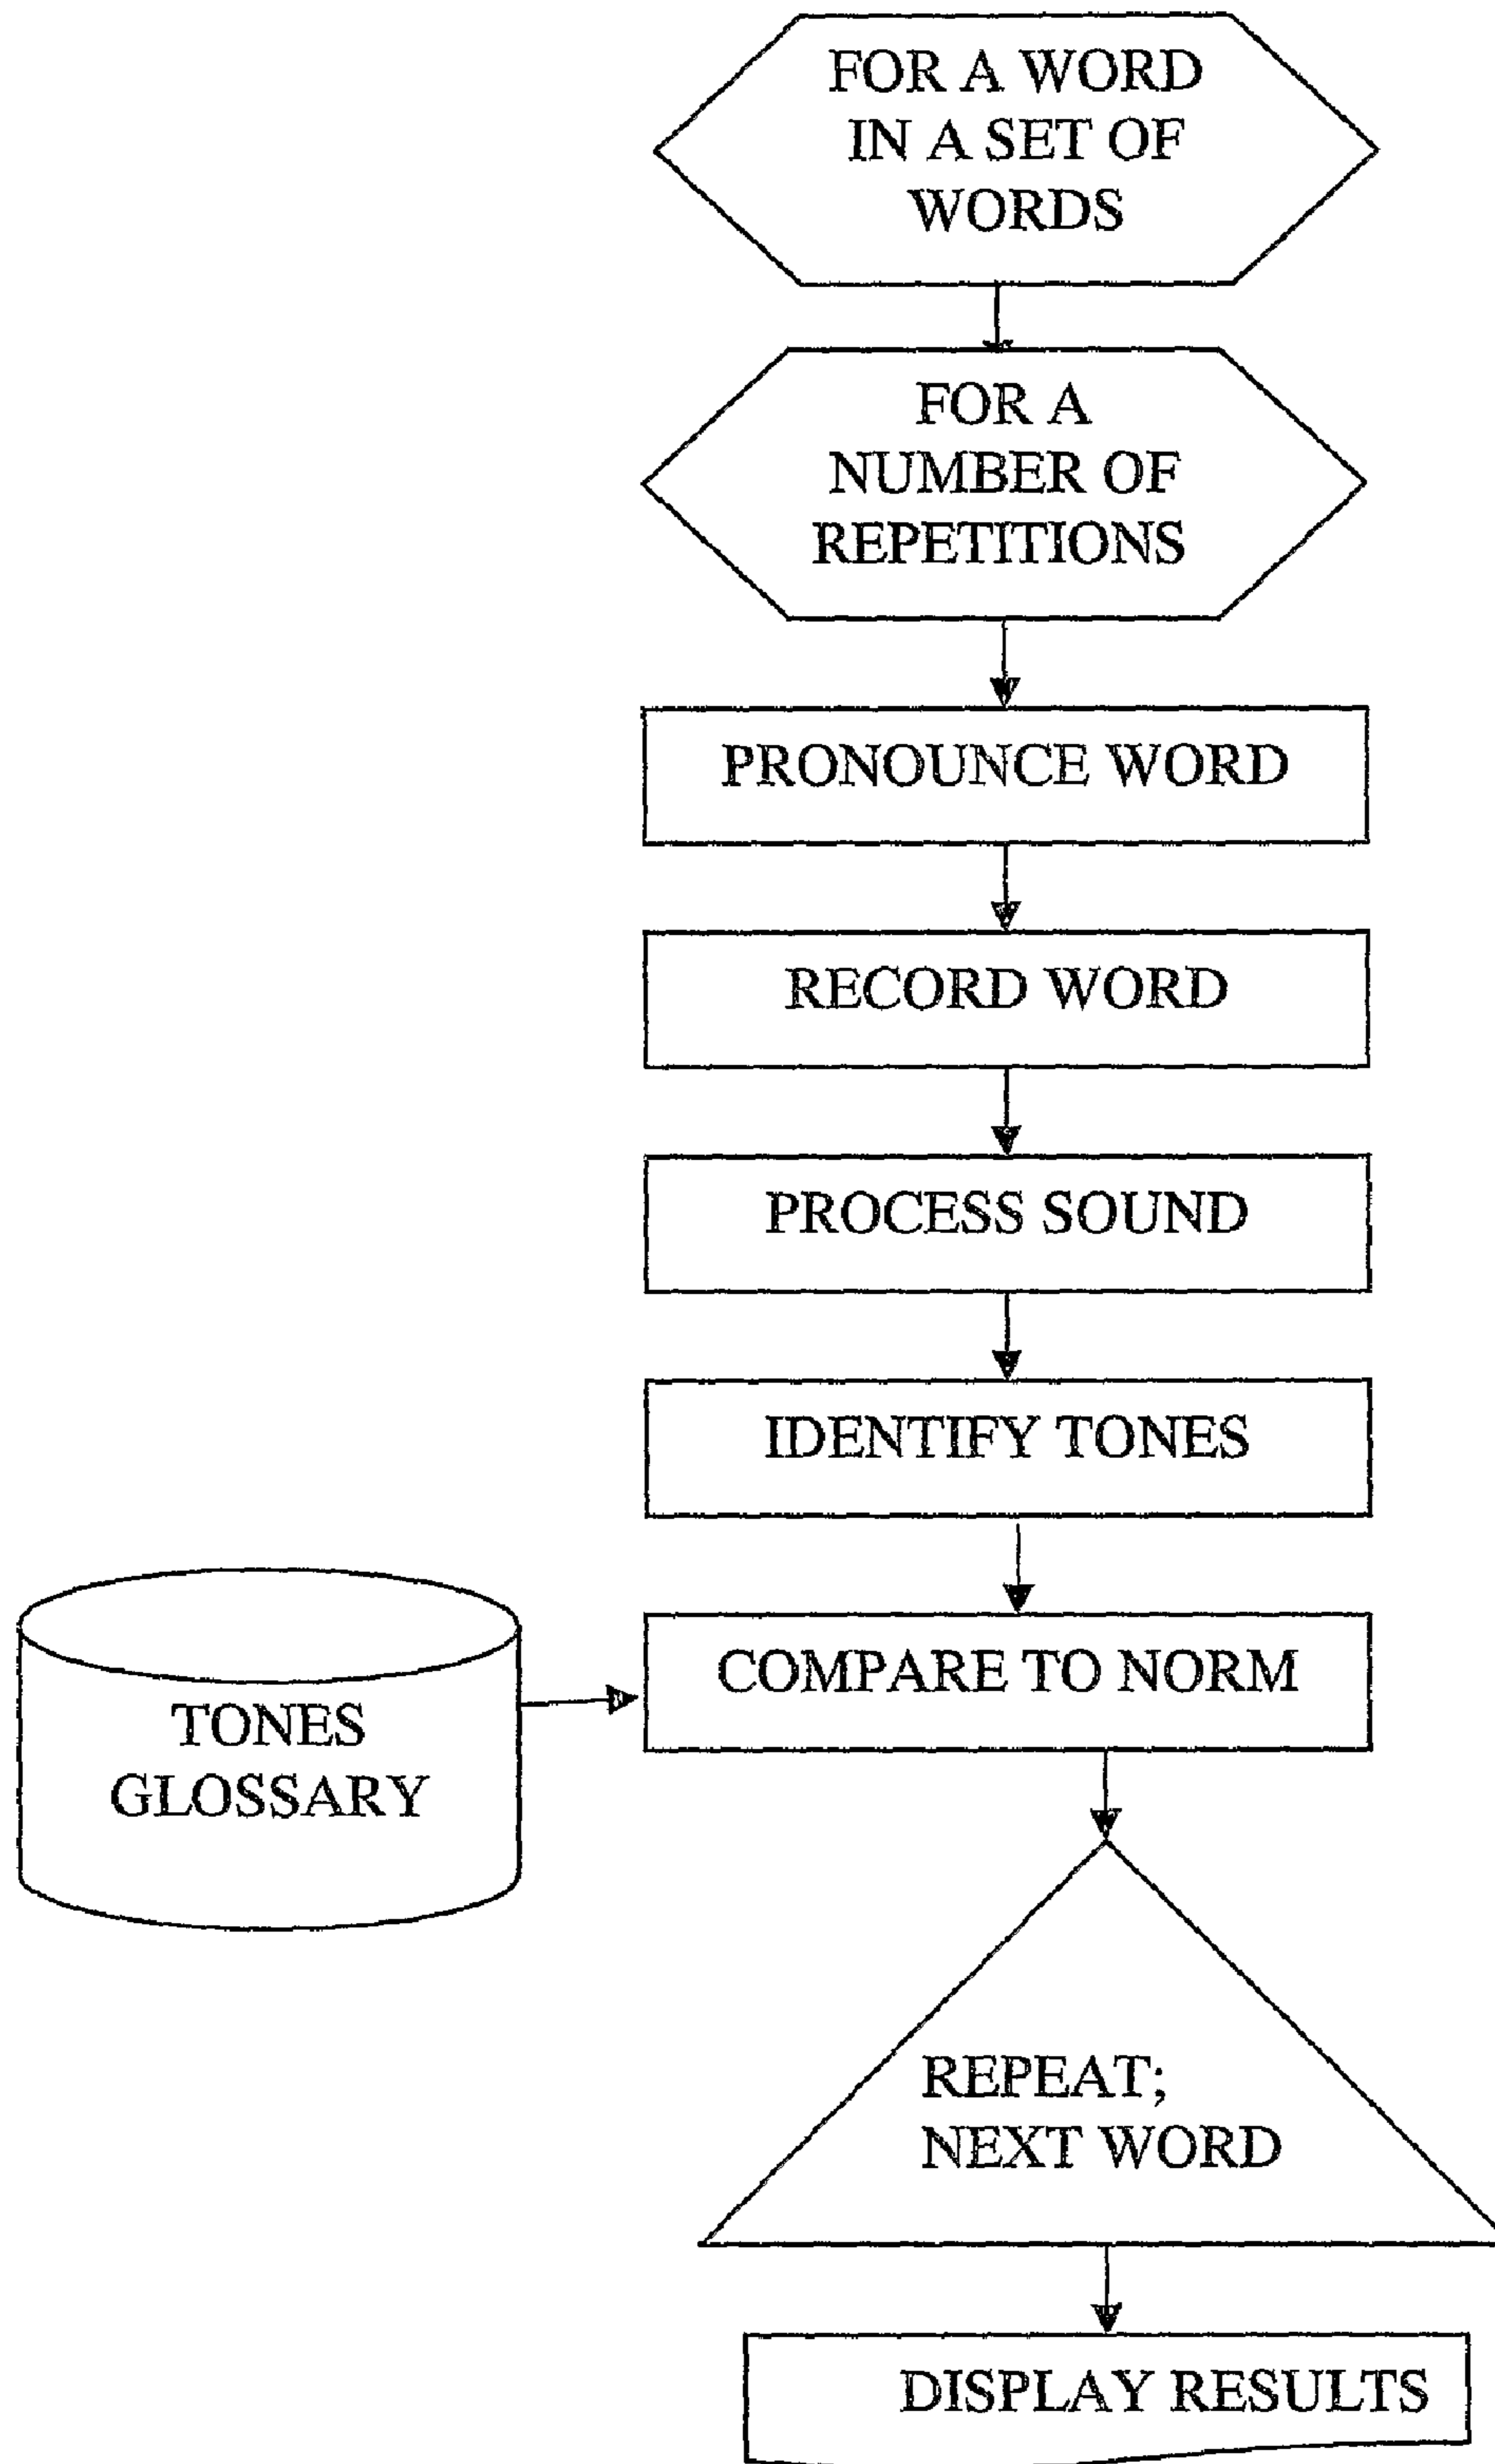 FOR A WORD
IN A SET OF
WORDS
FOR A
NUMBER OF
REPETITIONS
PRONOUNCE WORD
RECORD WORD
PROCESS SOUND
IDENTIFY TONES
COMPARE TO NORM
TONES
GLOSSARY
REPEAT;
NEXT WORD
DISPLAY RESULTS